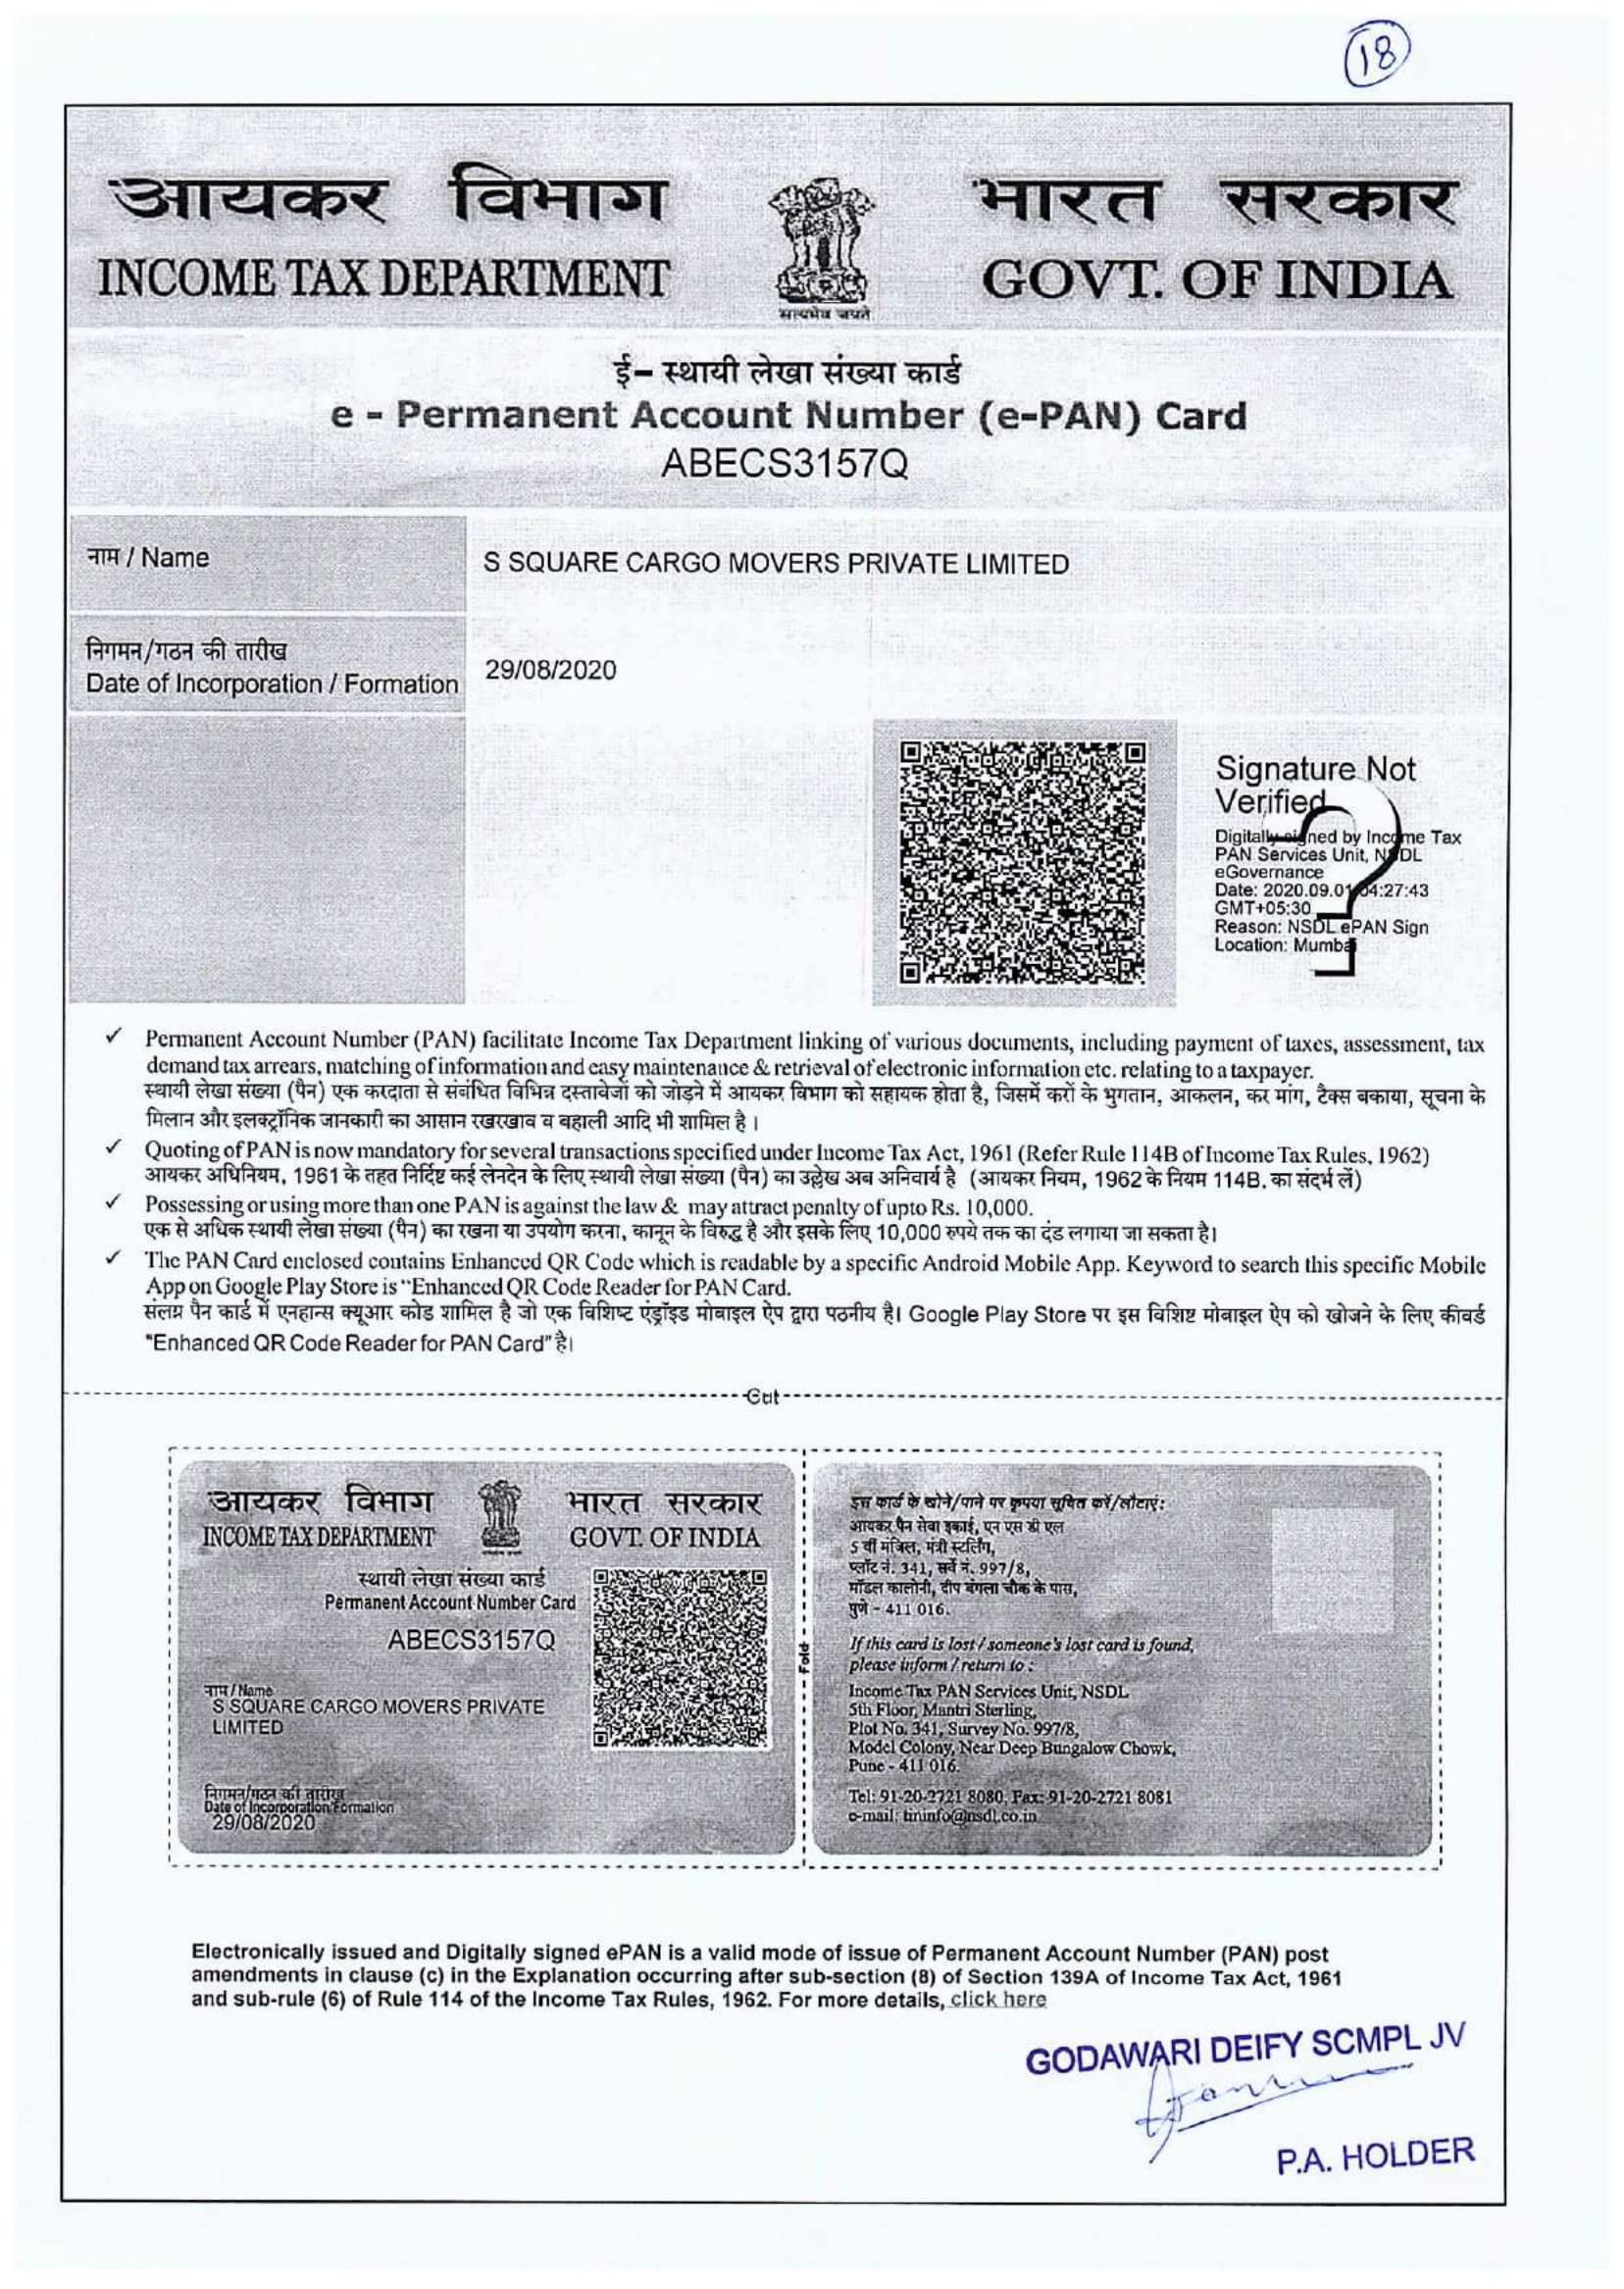 18
आयकर विभाग
INCOME TAX DEPARTMENT
सत्यमेव जयते
भारत सरकार
GOVT. OF INDIA
ई- स्थायी लेखा संख्या कार्ड
e - Permanent Account Number (e-PAN) Card
ABECS3157Q
नाम / Name
S SQUARE CARGO MOVERS PRIVATE LIMITED
निगमन/गठन की तारीख
Date of Incorporation / Formation
29/08/2020
Signature Not
Verified
Digitally signed by Income Tax
PAN Services Unit, NSDL
eGovernance
Date: 2020.09.01 04:27:43
GMT+05:30
Reason: NSDL ePAN Sign
Location: Mumbai
✓ Permanent Account Number (PAN) facilitate Income Tax Department linking of various documents, including payment of taxes, assessment, tax
demand tax arrears, matching of information and easy maintenance & retrieval of electronic information etc. relating to a taxpayer.
स्थायी लेखा संख्या (पैन) एक करदाता से संबंधित विभिन्न दस्तावेजों को जोड़ने में आयकर विभाग को सहायक होता है, जिसमें करों के भुगतान, आकलन, कर मांग, टैक्स बकाया, सूचना के
मिलान और इलक्ट्रॉनिक जानकारी का आसान रखरखाव व बहाली आदि भी शामिल है ।
✓ Quoting of PAN is now mandatory for several transactions specified under Income Tax Act, 1961 (Refer Rule 114B of Income Tax Rules, 1962)
आयकर अधिनियम, 1961 के तहत निर्दिष्ट कई लेनदेन के लिए स्थायी लेखा संख्या (पैन) का उल्लेख अब अनिवार्य है (आयकर नियम, 1962 के नियम 114B, का संदर्भ लें)
✓ Possessing or using more than one PAN is against the law & may attract penalty of upto Rs. 10,000.
एक से अधिक स्थायी लेखा संख्या (पैन) का रखना या उपयोग करना, कानून के विरुद्ध है और इसके लिए 10,000 रुपये तक का दंड लगाया जा सकता है।
✓ The PAN Card enclosed contains Enhanced QR Code which is readable by a specific Android Mobile App. Keyword to search this specific Mobile
App on Google Play Store is "Enhanced QR Code Reader for PAN Card.
संलग्न पैन कार्ड में एनहान्स क्यूआर कोड शामिल है जो एक विशिष्ट एंड्रॉइड मोबाइल ऐप द्वारा पठनीय है। Google Play Store पर इस विशिष्ट मोबाइल ऐप को खोजने के लिए कीवर्ड
"Enhanced QR Code Reader for PAN Card" है।
Cut
आयकर विभाग
INCOME TAX DEPARTMENT
भारत सरकार
GOVT. OF INDIA
स्थायी लेखा संख्या कार्ड
Permanent Account Number Card
ABECS3157Q
नाम / Name
S SQUARE CARGO MOVERS PRIVATE
LIMITED
निगमन/गठन की तारीख
Date of Incorporation/Formation
29/08/2020
Fold
इस कार्ड के खोने/पाने पर कृपया सूचित करें/लौटाएं:
आयकर पैन सेवा इकाई, एन एस डी एल
5 वीं मंजिल, मंत्री स्टर्लिंग,
प्लॉट नं. 341, सर्वे नं. 997/8,
मॉडल कालोनी, दीप बंगला चौक के पास,
पुणे - 411 016.
If this card is lost / someone's lost card is found,
please inform / return to :
Income Tax PAN Services Unit, NSDL
5th Floor, Mantri Sterling,
Plot No. 341, Survey No. 997/8,
Model Colony, Near Deep Bungalow Chowk,
Pune - 411 016.
Tel: 91-20-2721 8080, Fax: 91-20-2721 8081
e-mail: tininfo@nsdl.co.in
Electronically issued and Digitally signed ePAN is a valid mode of issue of Permanent Account Number (PAN) post
amendments in clause (c) in the Explanation occurring after sub-section (8) of Section 139A of Income Tax Act, 1961
and sub-rule (6) of Rule 114 of the Income Tax Rules, 1962. For more details, click here
GODAWARI DEIFY SCMPL JV
P.A. HOLDER